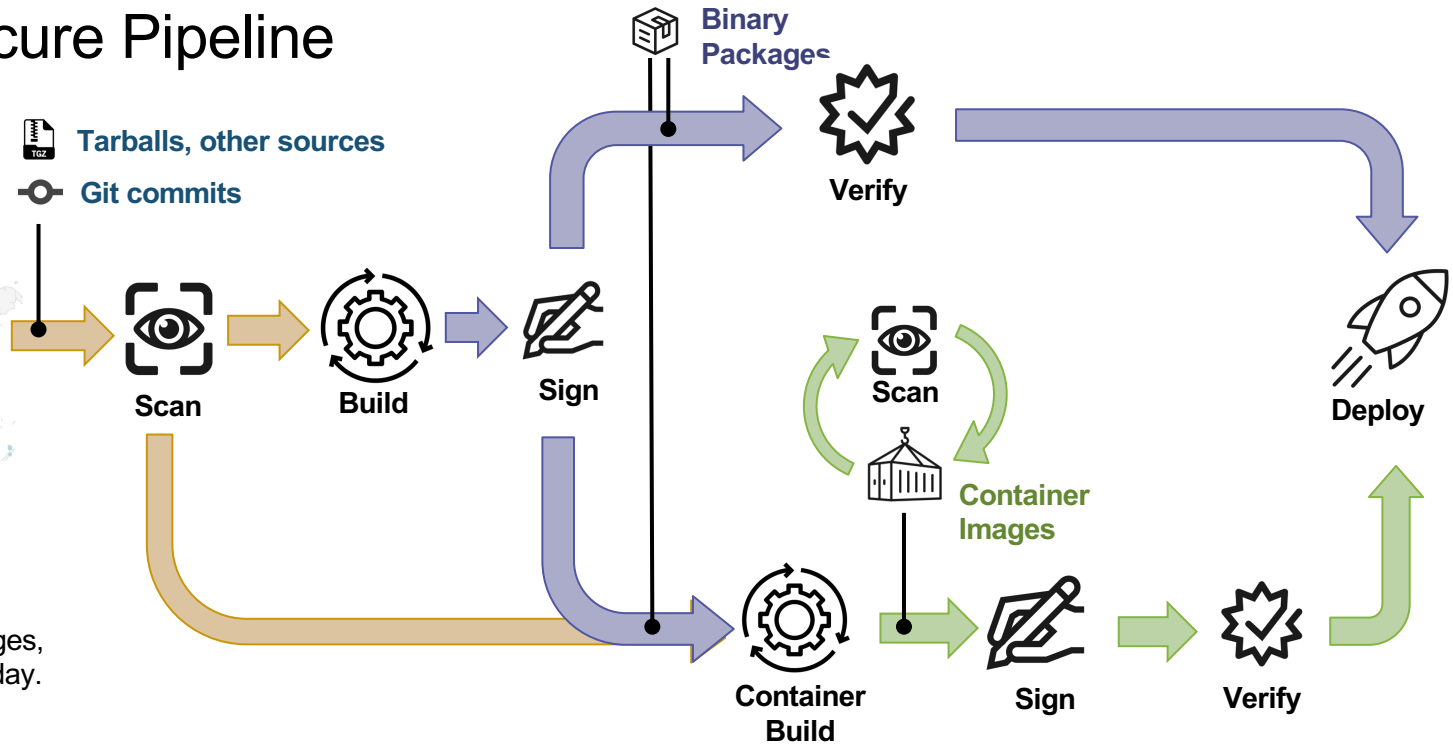 cure Pipeline
Binary
Packages
TGZ
Tarballs, other sources
Git commits
Verify
Scan
Build
Sign
Scan
Deploy
Container
Images
ges,
day.
Container
Build
Sign
Verify